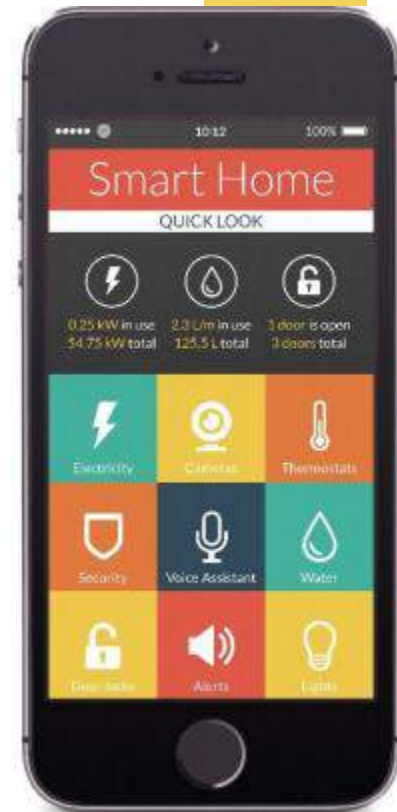 10:12 100%
Smart Home
QUICK LOOK
0.25 kW in use 2.3 L/m in use 1 door is open
54.75 kW total 125.5 L total 3 doors total
Electricity Cameras Thermostats
Security Voice Assistant Water
Door locks Alerts Lights